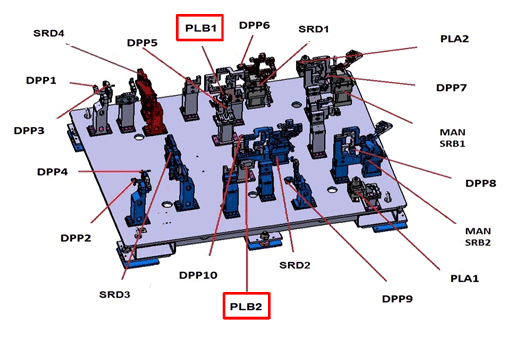 PLB1
DPP6
SRD1
SRD4
DPP5
PLA2
DPP1
DPP7
DPP3
MAN
SRB1
DPP4
DPP8
DPP2
MAN
SRB2
DPP10
SRD2
PLA1
SRD3
PLB2
DPP9